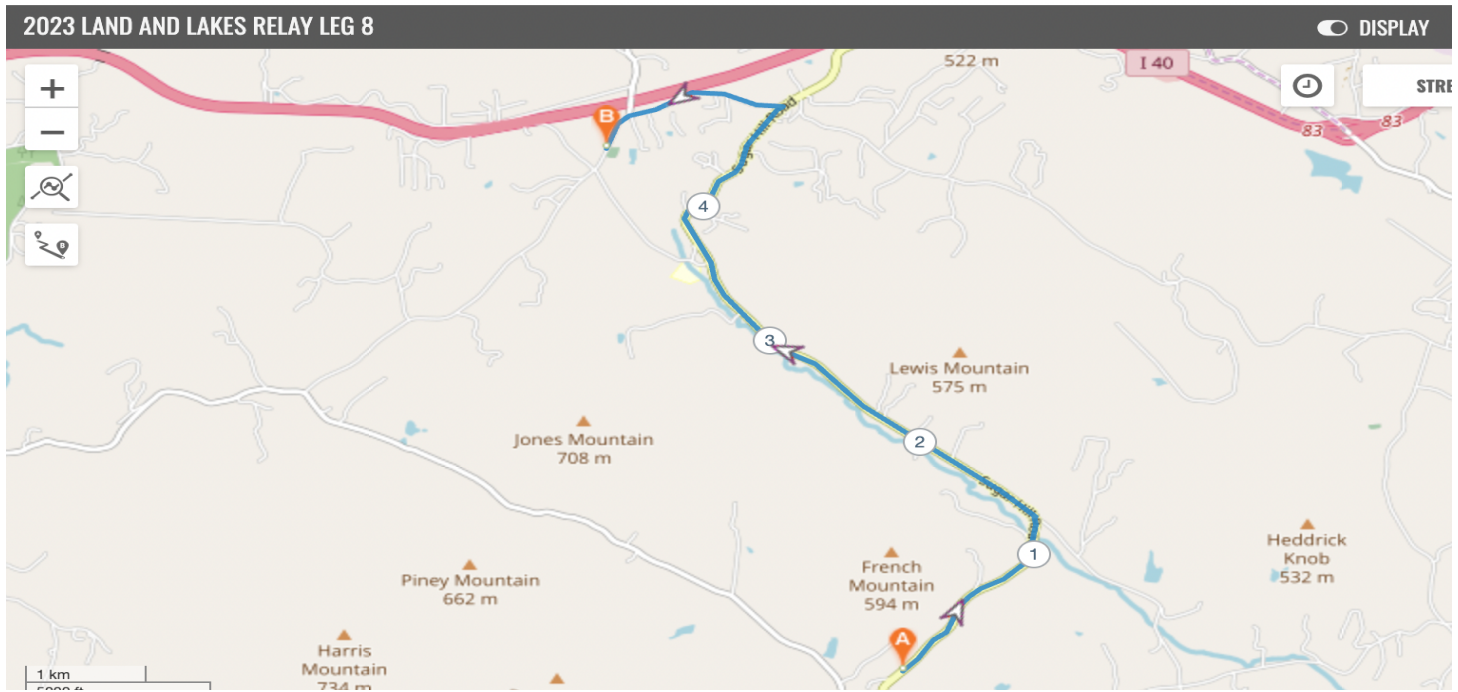 2023 LAND AND LAKES RELAY LEG 8
DISPLAY
522 m
I 40
STRE
83
83
B
4
3
Lewis Mountain
575 m
Jones Mountain
708 m
2
1
Heddrick
Knob
532 m
French
Mountain
594 m
Piney Mountain
662 m
A
Harris
Mountain
734 m
1 km